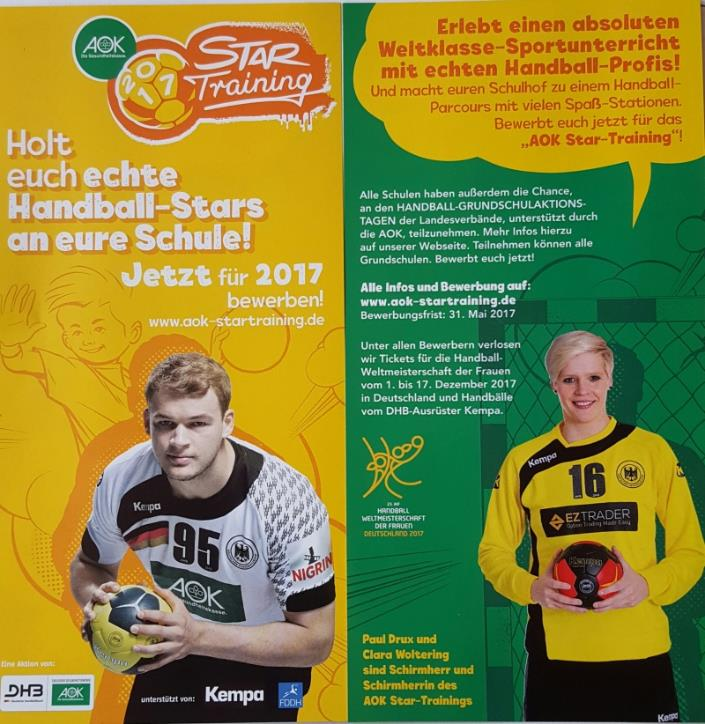 AOK
Die Gesundheitskasse.
2017
STAR
Training
Holt
euch echte
Handball-Stars
an eure Schule!
Jetzt für 2017
bewerben!
www.aok-startraining.de
Kempa
95
AOK
NIGRIN
Eine Aktion von:
DHB
AOK
unterstützt von:
Kempa
FDDH
Erlebt einen absoluten
Weltklasse-Sportunterricht
mit echten Handball-Profis!
Und macht euren Schulhof zu einem Handball-
Parcours mit vielen Spaß-Stationen.
Bewerbt euch jetzt für das
„AOK Star-Training“!
Alle Schulen haben außerdem die Chance,
an den HANDBALL-GRUNDSCHULAKTIONS-
TAGEN der Landesverbände, unterstützt durch
die AOK, teilzunehmen. Mehr Infos hierzu
auf unserer Webseite. Teilnehmen können alle
Grundschulen. Bewerbt euch jetzt!
Alle Infos und Bewerbung auf:
www.aok-startraining.de
Bewerbungsfrist: 31. Mai 2017
Unter allen Bewerbern verlosen
wir Tickets für die Handball-
Weltmeisterschaft der Frauen
vom 1. bis 17. Dezember 2017
in Deutschland und Handbälle
vom DHB-Ausrüster Kempa.
HANDBALL
WELTMEISTERSCHAFT
DER FRAUEN
DEUTSCHLAND 2017
Kempa
16
EZTRADER
Option Trading Made Easy
Kempa
Paul Drux und
Clara Woltering
sind Schirmherr und
Schirmherrin des
AOK Star-Trainings
Kempa